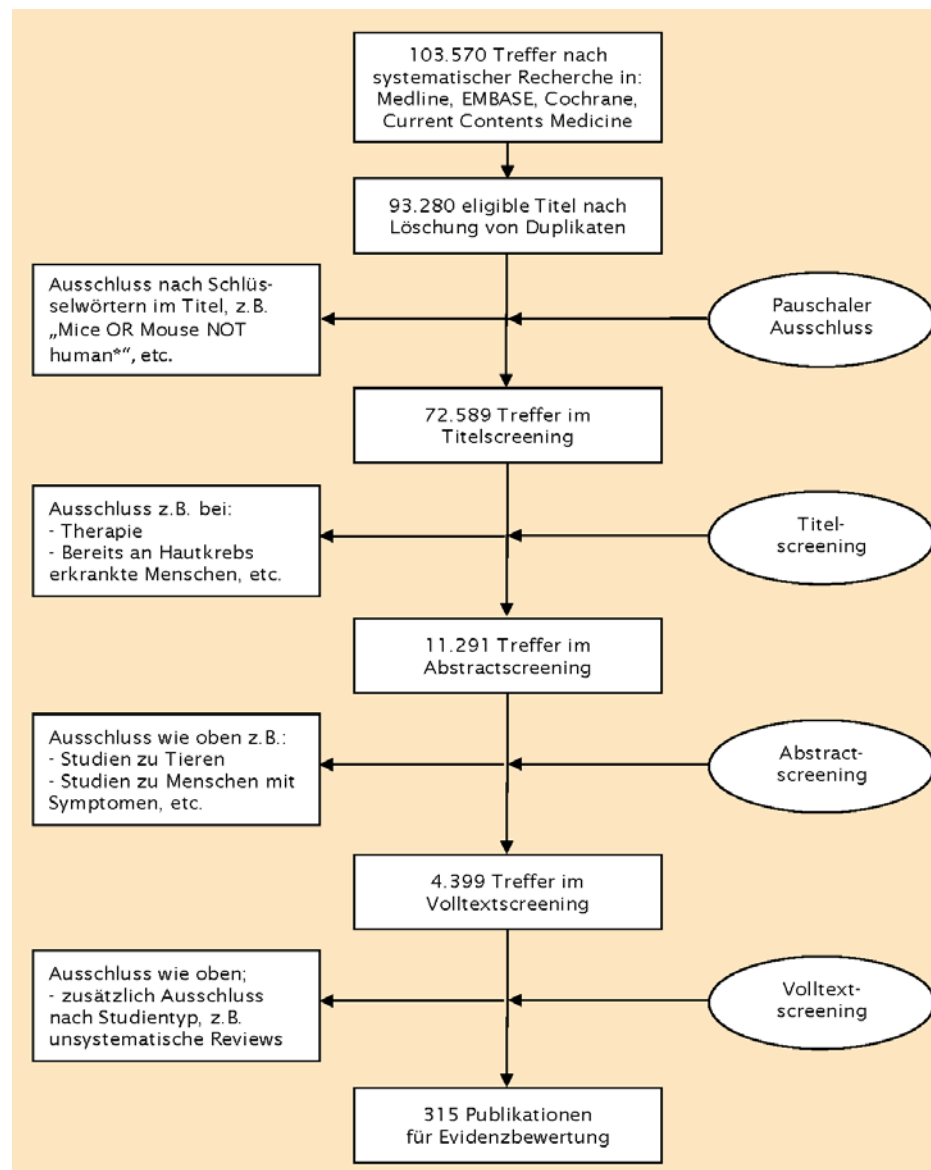 103.570 Treffer nach
systematischer Recherche in:
Medline, EMBASE, Cochrane,
Current Contents Medicine
93.280 eligible Titel nach
Löschung von Duplikaten
Ausschluss nach Schlüs-
selwörtern im Titel, z.B.
„Mice OR Mouse NOT
human*“, etc.
Pauschaler
Ausschluss
72.589 Treffer im
Titelscreening
Ausschluss z.B. bei:
- Therapie
- Bereits an Hautkrebs
erkrankte Menschen, etc.
Titel-
screening
11.291 Treffer im
Abstractscreening
Ausschluss wie oben z.B.:
- Studien zu Tieren
- Studien zu Menschen mit
Symptomen, etc.
Abstract-
screening
4.399 Treffer im
Volltextscreening
Ausschluss wie oben;
- zusätzlich Ausschluss
nach Studientyp, z.B.
unsystematische Reviews
Volltext-
screening
315 Publikationen
für Evidenzbewertung